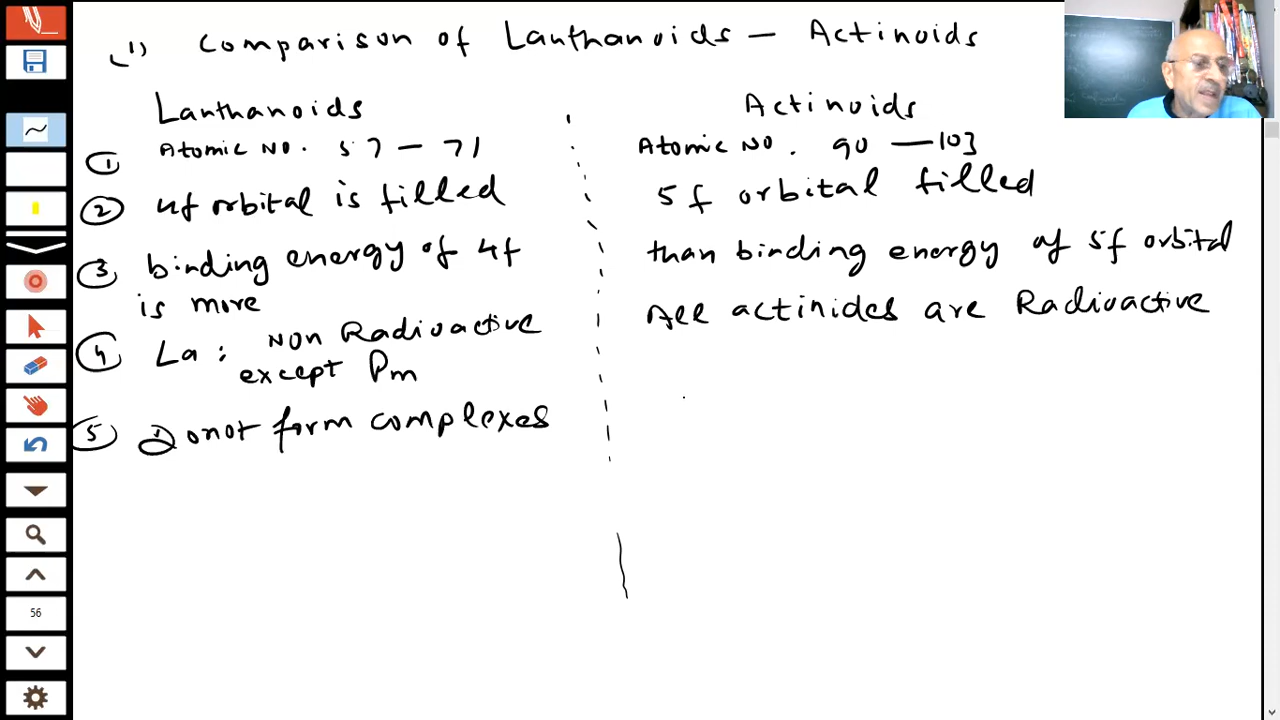 (1) Comparison of Lanthanoids – Actinoids
Lanthanoids
Actinoids
① Atomic No. 57 – 71
Atomic No. 90 — 103
② 4f orbital is filled
5f orbital filled
③ binding energy of 4f
is more
than binding energy of 5f orbital
④ La : Non Radioactive
except Pm
All actinides are Radioactive
⑤ Donot form complexes
56